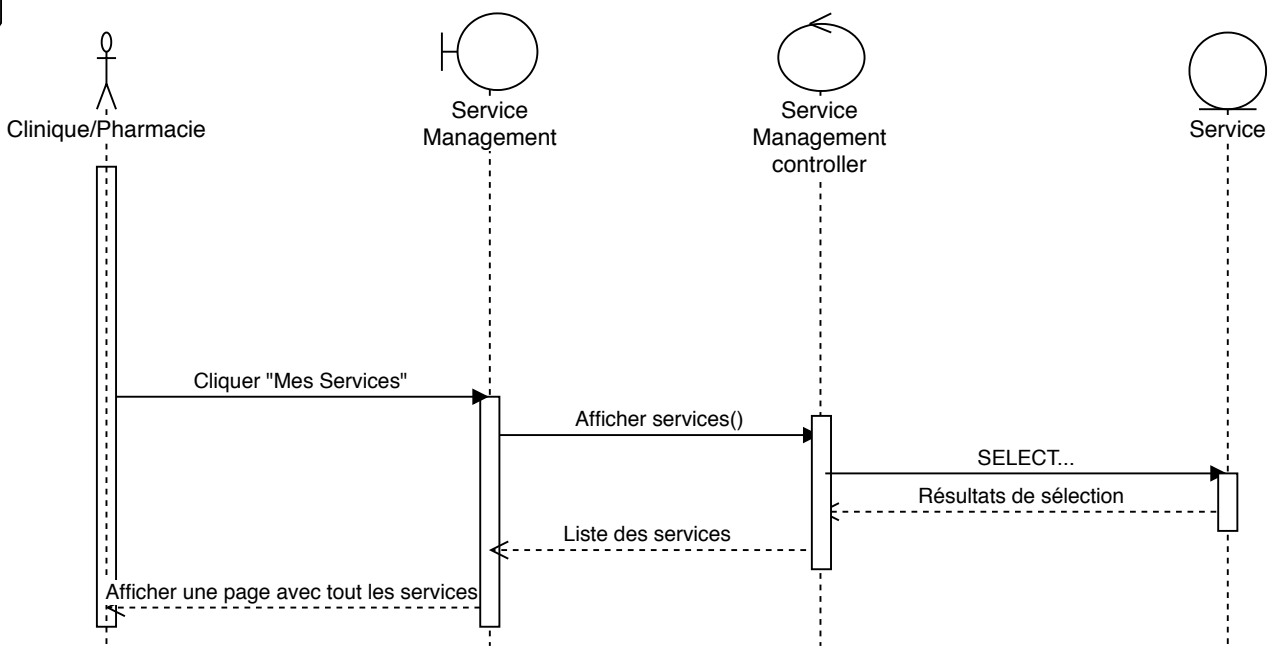 Clinique/Pharmacie
Service
Management
Service
Management
controller
Service
Cliquer "Mes Services"
Afficher services()
SELECT...
Résultats de sélection
Liste des services
Afficher une page avec tout les services